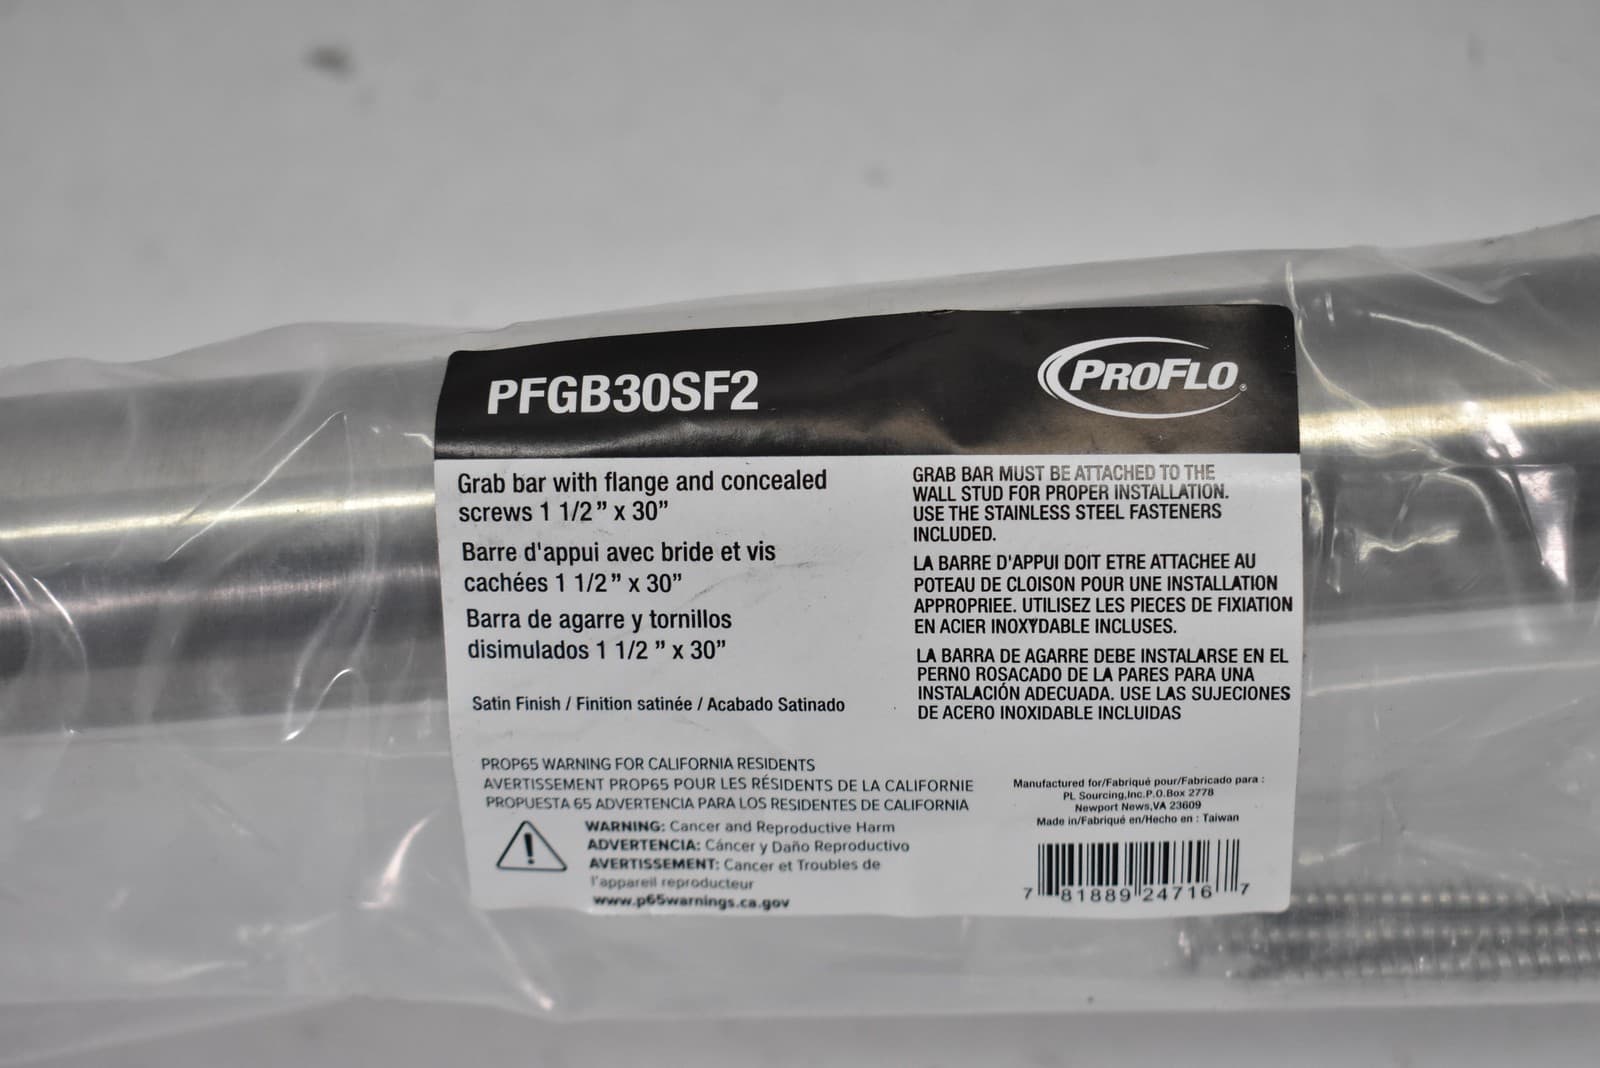 PFGB30SF2
PROFLO®
Grab bar with flange and concealed
screws 1 1/2” x 30”
Barre d'appui avec bride et vis
cachées 1 1/2” x 30”
Barra de agarre y tornillos
disimulados 1 1/2 ” x 30”
Satin Finish / Finition satinée / Acabado Satinado
GRAB BAR MUST BE ATTACHED TO THE
WALL STUD FOR PROPER INSTALLATION.
USE THE STAINLESS STEEL FASTENERS
INCLUDED.
LA BARRE D'APPUI DOIT ETRE ATTACHEE AU
POTEAU DE CLOISON POUR UNE INSTALLATION
APPROPRIEE. UTILISEZ LES PIECES DE FIXIATION
EN ACIER INOXYDABLE INCLUSES.
LA BARRA DE AGARRE DEBE INSTALARSE EN EL
PERNO ROSACADO DE LA PARES PARA UNA
INSTALACIÓN ADECUADA. USE LAS SUJECIONES
DE ACERO INOXIDABLE INCLUIDAS
PROP65 WARNING FOR CALIFORNIA RESIDENTS
AVERTISSEMENT PROP65 POUR LES RÉSIDENTS DE LA CALIFORNIE
PROPUESTA 65 ADVERTENCIA PARA LOS RESIDENTES DE CALIFORNIA
WARNING: Cancer and Reproductive Harm
ADVERTENCIA: Cáncer y Daño Reproductivo
AVERTISSEMENT: Cancer et Troubles de
l'appareil reproducteur
www.p65warnings.ca.gov
Manufactured for/Fabriqué pour/Fabricado para :
PL Sourcing,Inc.P.O.Box 2778
Newport News,VA 23609
Made in/Fabriqué en/Hecho en : Taiwan
7 81889 24716 7